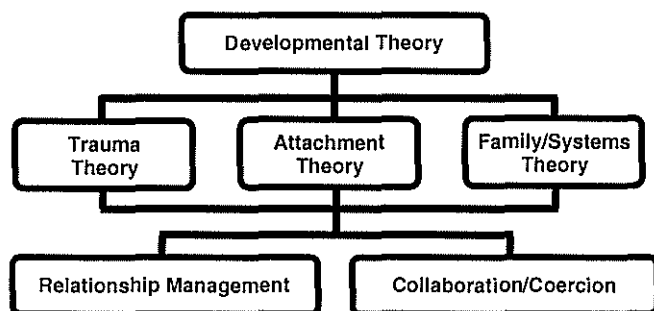 Developmental Theory
Trauma
Theory
Attachment
Theory
Family/Systems
Theory
Relationship Management
Collaboration/Coercion